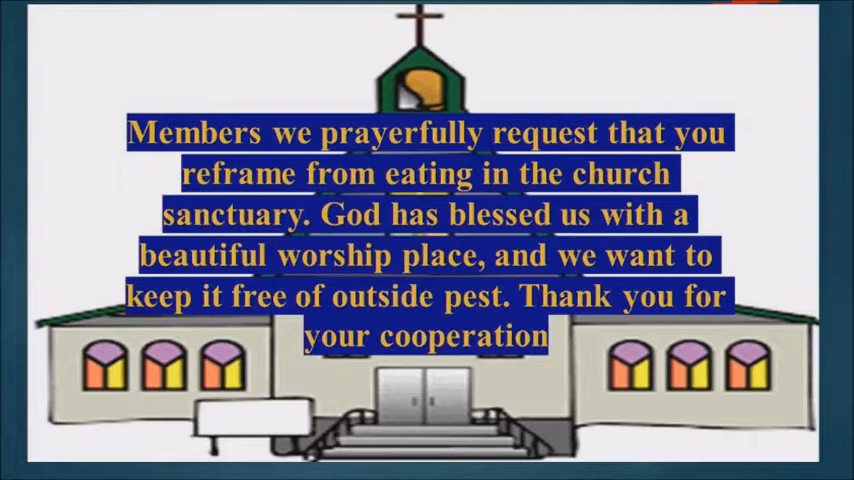 Members we prayerfully request that you
reframe from eating in the church
sanctuary. God has blessed us with a
beautiful worship place, and we want to
keep it free of outside pest. Thank you for
your cooperation